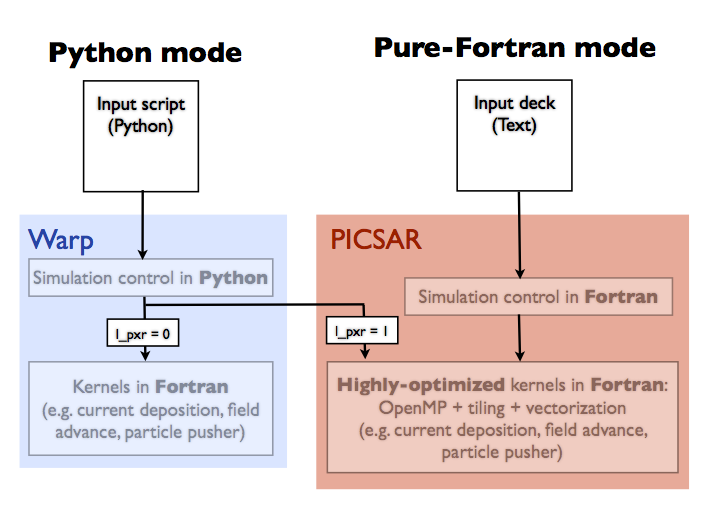 Python mode
Pure-Fortran mode
Input script
(Python)
Input deck
(Text)
Warp
PICSAR
Simulation control in Python
Simulation control in Fortran
l_pxr = 0
l_pxr = 1
Kernels in Fortran
(e.g. current deposition, field
advance, particle pusher)
Highly-optimized kernels in Fortran:
OpenMP + tiling + vectorization
(e.g. current deposition, field advance,
particle pusher)